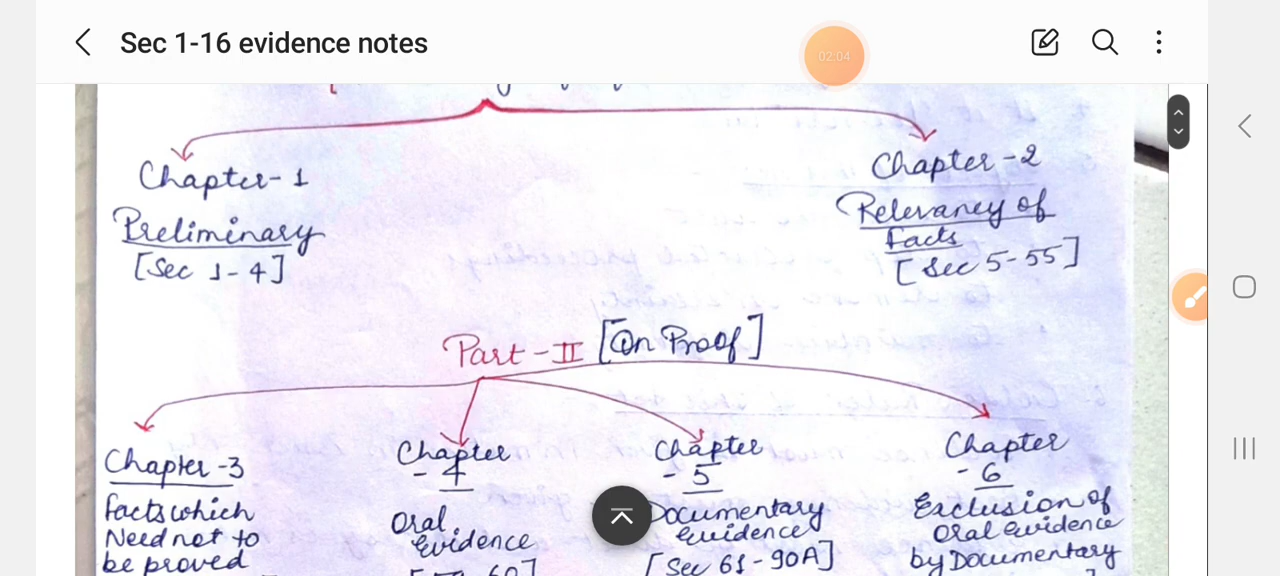 Sec 1-16 evidence notes
02:04
Chapter-1
Preliminary
[Sec 1-4]
Chapter-2
Relevancy of
facts
[Sec 5-55]
Part-II [On Proof]
Chapter-3
Facts which
Need not to
be proved
Chapter
-4
Oral
Evidence
60]
Chapter
-5
Documentary
Evidence
[Sec 61-90A]
Chapter
-6
Exclusion of
Oral Evidence
by Documentary